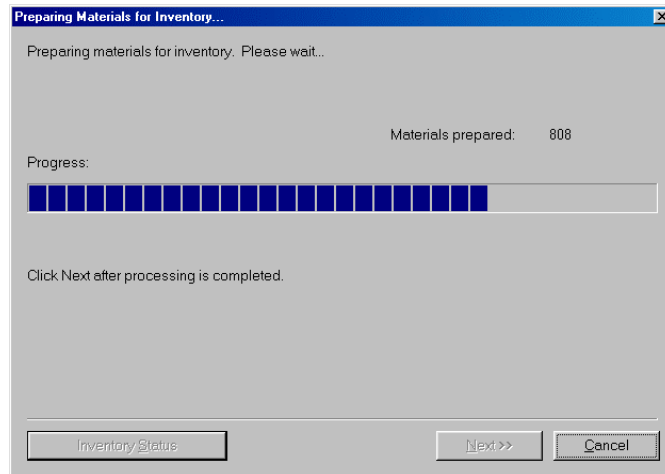 Preparing Materials for Inventory...
Preparing materials for inventory. Please wait...
Materials prepared: 808
Progress:
Click Next after processing is completed.
Inventory Status Next >> Cancel